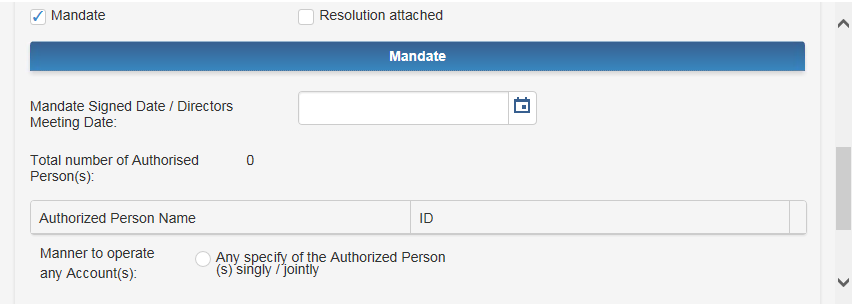 Mandate Resolution attached
Mandate
Mandate Signed Date / Directors
Meeting Date:
Total number of Authorised 0
Person(s):
Authorized Person Name ID
Manner to operate
any Account(s):
Any specify of the Authorized Person
(s) singly / jointly